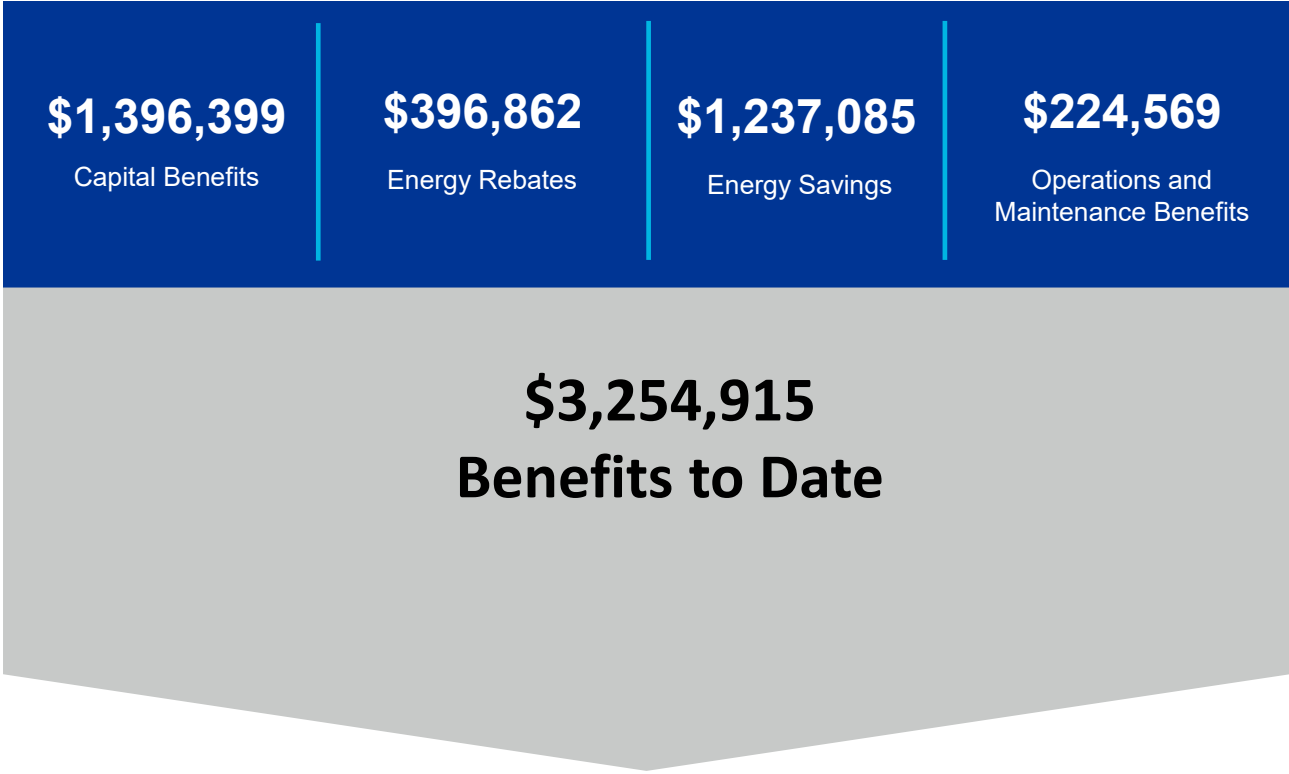 $1,396,399
Capital Benefits
$396,862
Energy Rebates
$1,237,085
Energy Savings
$224,569
Operations and
Maintenance Benefits
$3,254,915
Benefits to Date